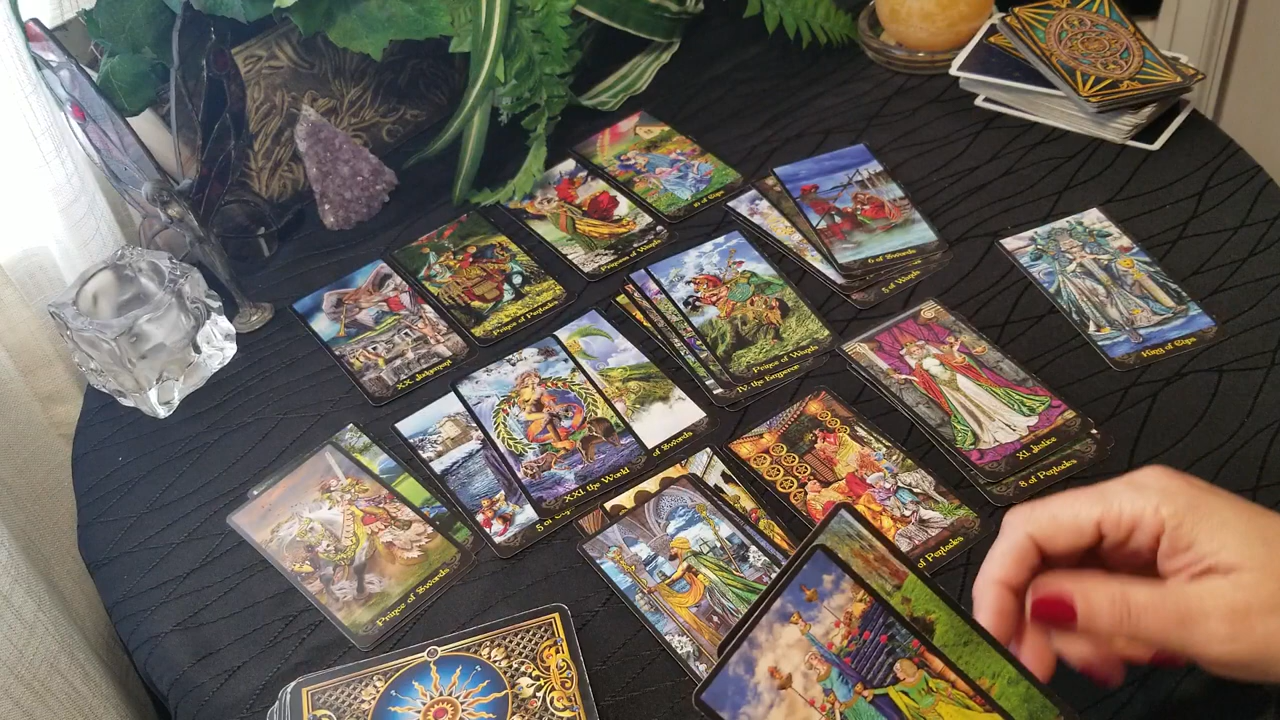 10 of Cups
Princess of Wands
6 of Swords
5 of Wands
Prince of Pentacles
King of Cups
XX. Judgement
Prince of Wands
IV. the Emperor
XI. Justice
8 of Pentacles
of Swords
XXI. the World
5 of
of Pentacles
Prince of Swords